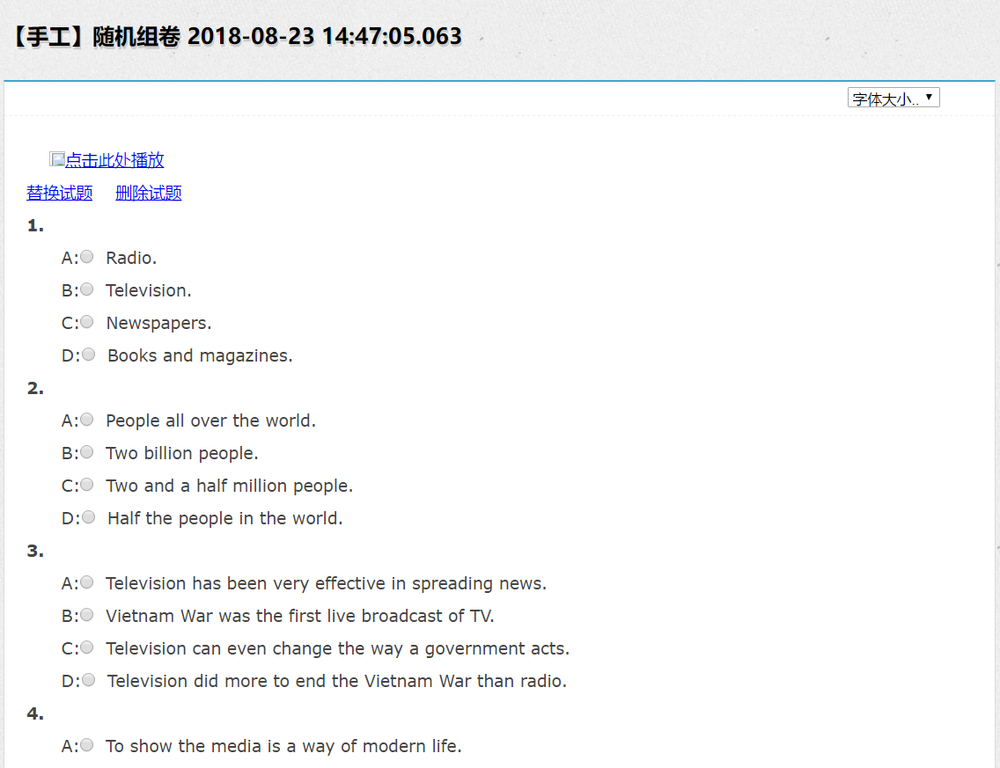 【手工】随机组卷 2018-08-23 14:47:05.063
字体大小..
点击此处播放
替换试题 删除试题
1.
A: Radio.
B: Television.
C: Newspapers.
D: Books and magazines.
2.
A: People all over the world.
B: Two billion people.
C: Two and a half million people.
D: Half the people in the world.
3.
A: Television has been very effective in spreading news.
B: Vietnam War was the first live broadcast of TV.
C: Television can even change the way a government acts.
D: Television did more to end the Vietnam War than radio.
4.
A: To show the media is a way of modern life.